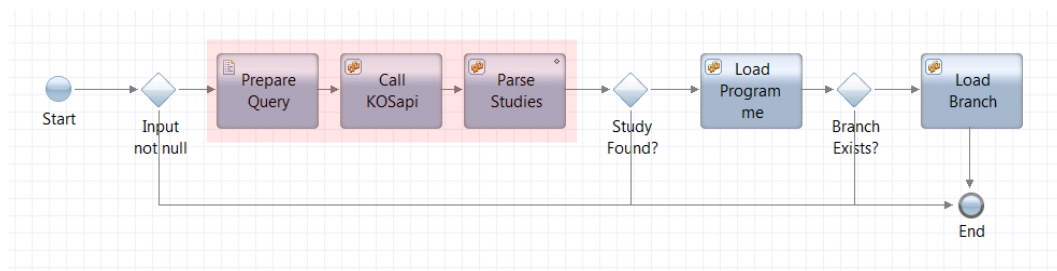 Start
Input
not null
Prepare
Query
Call
KOSapi
Parse
Studies
Study
Found?
Load
Program
me
Branch
Exists?
Load
Branch
End